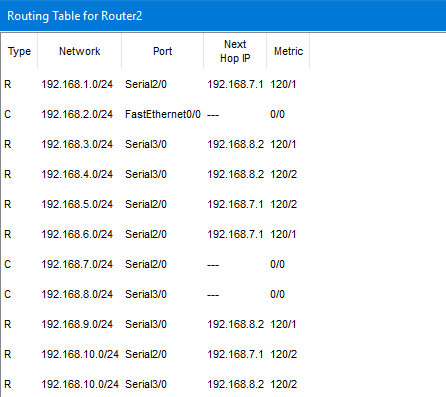 Routing Table for Router2
Type Network Port Next Hop IP Metric
R 192.168.1.0/24 Serial2/0 192.168.7.1 120/1
C 192.168.2.0/24 FastEthernet0/0 --- 0/0
R 192.168.3.0/24 Serial3/0 192.168.8.2 120/1
R 192.168.4.0/24 Serial3/0 192.168.8.2 120/2
R 192.168.5.0/24 Serial2/0 192.168.7.1 120/2
R 192.168.6.0/24 Serial2/0 192.168.7.1 120/1
C 192.168.7.0/24 Serial2/0 --- 0/0
C 192.168.8.0/24 Serial3/0 --- 0/0
R 192.168.9.0/24 Serial3/0 192.168.8.2 120/1
R 192.168.10.0/24 Serial2/0 192.168.7.1 120/2
R 192.168.10.0/24 Serial3/0 192.168.8.2 120/2